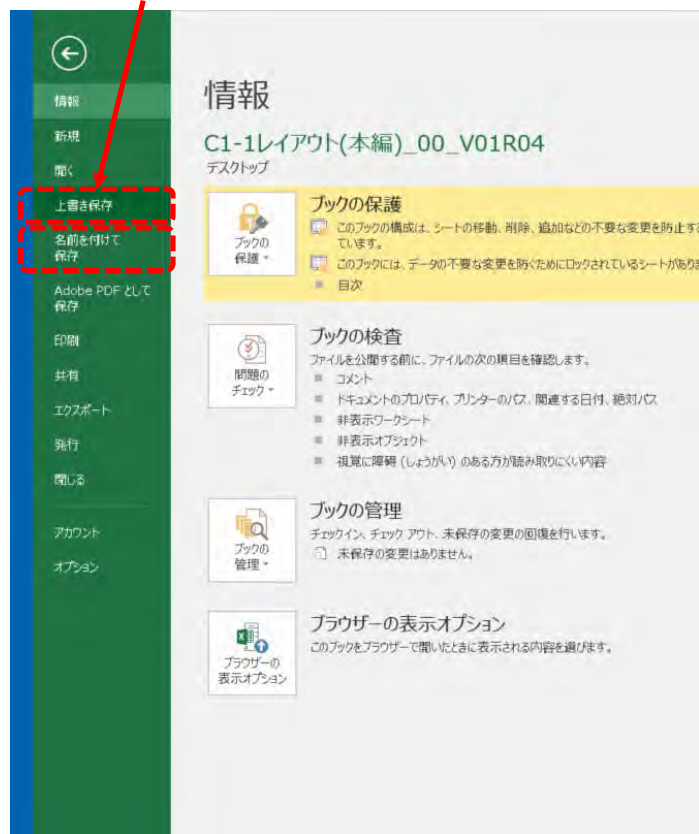 情報
新規
開く
上書き保存
名前を付けて
保存
Adobe PDF として
保存
印刷
共有
エクスポート
発行
閉じる
アカウント
オプション
情報
C1-1レイアウト(本編)_00_V01R04
デスクトップ
ブックの
保護
ブックの保護
このブックの構成は、シートの移動、削除、追加などの不要な変更を防止す
ています。
このブックには、データの不要な変更を防ぐためにロックされているシートがあり
目次
問題の
チェック
ブックの検査
ファイルを公開する前に、ファイルの次の項目を確認します。
コメント
ドキュメントのプロパティ、プリンターのパス、関連する日付、絶対パス
非表示ワークシート
非表示オブジェクト
視覚に障碍 (しょうがい) のある方が読み取りにくい内容
ブックの
管理
ブックの管理
チェックイン、チェック アウト、未保存の変更の回復を行います。
未保存の変更はありません。
ブラウザーの
表示オプション
ブラウザーの表示オプション
このブックをブラウザーで開いたときに表示される内容を選びます。